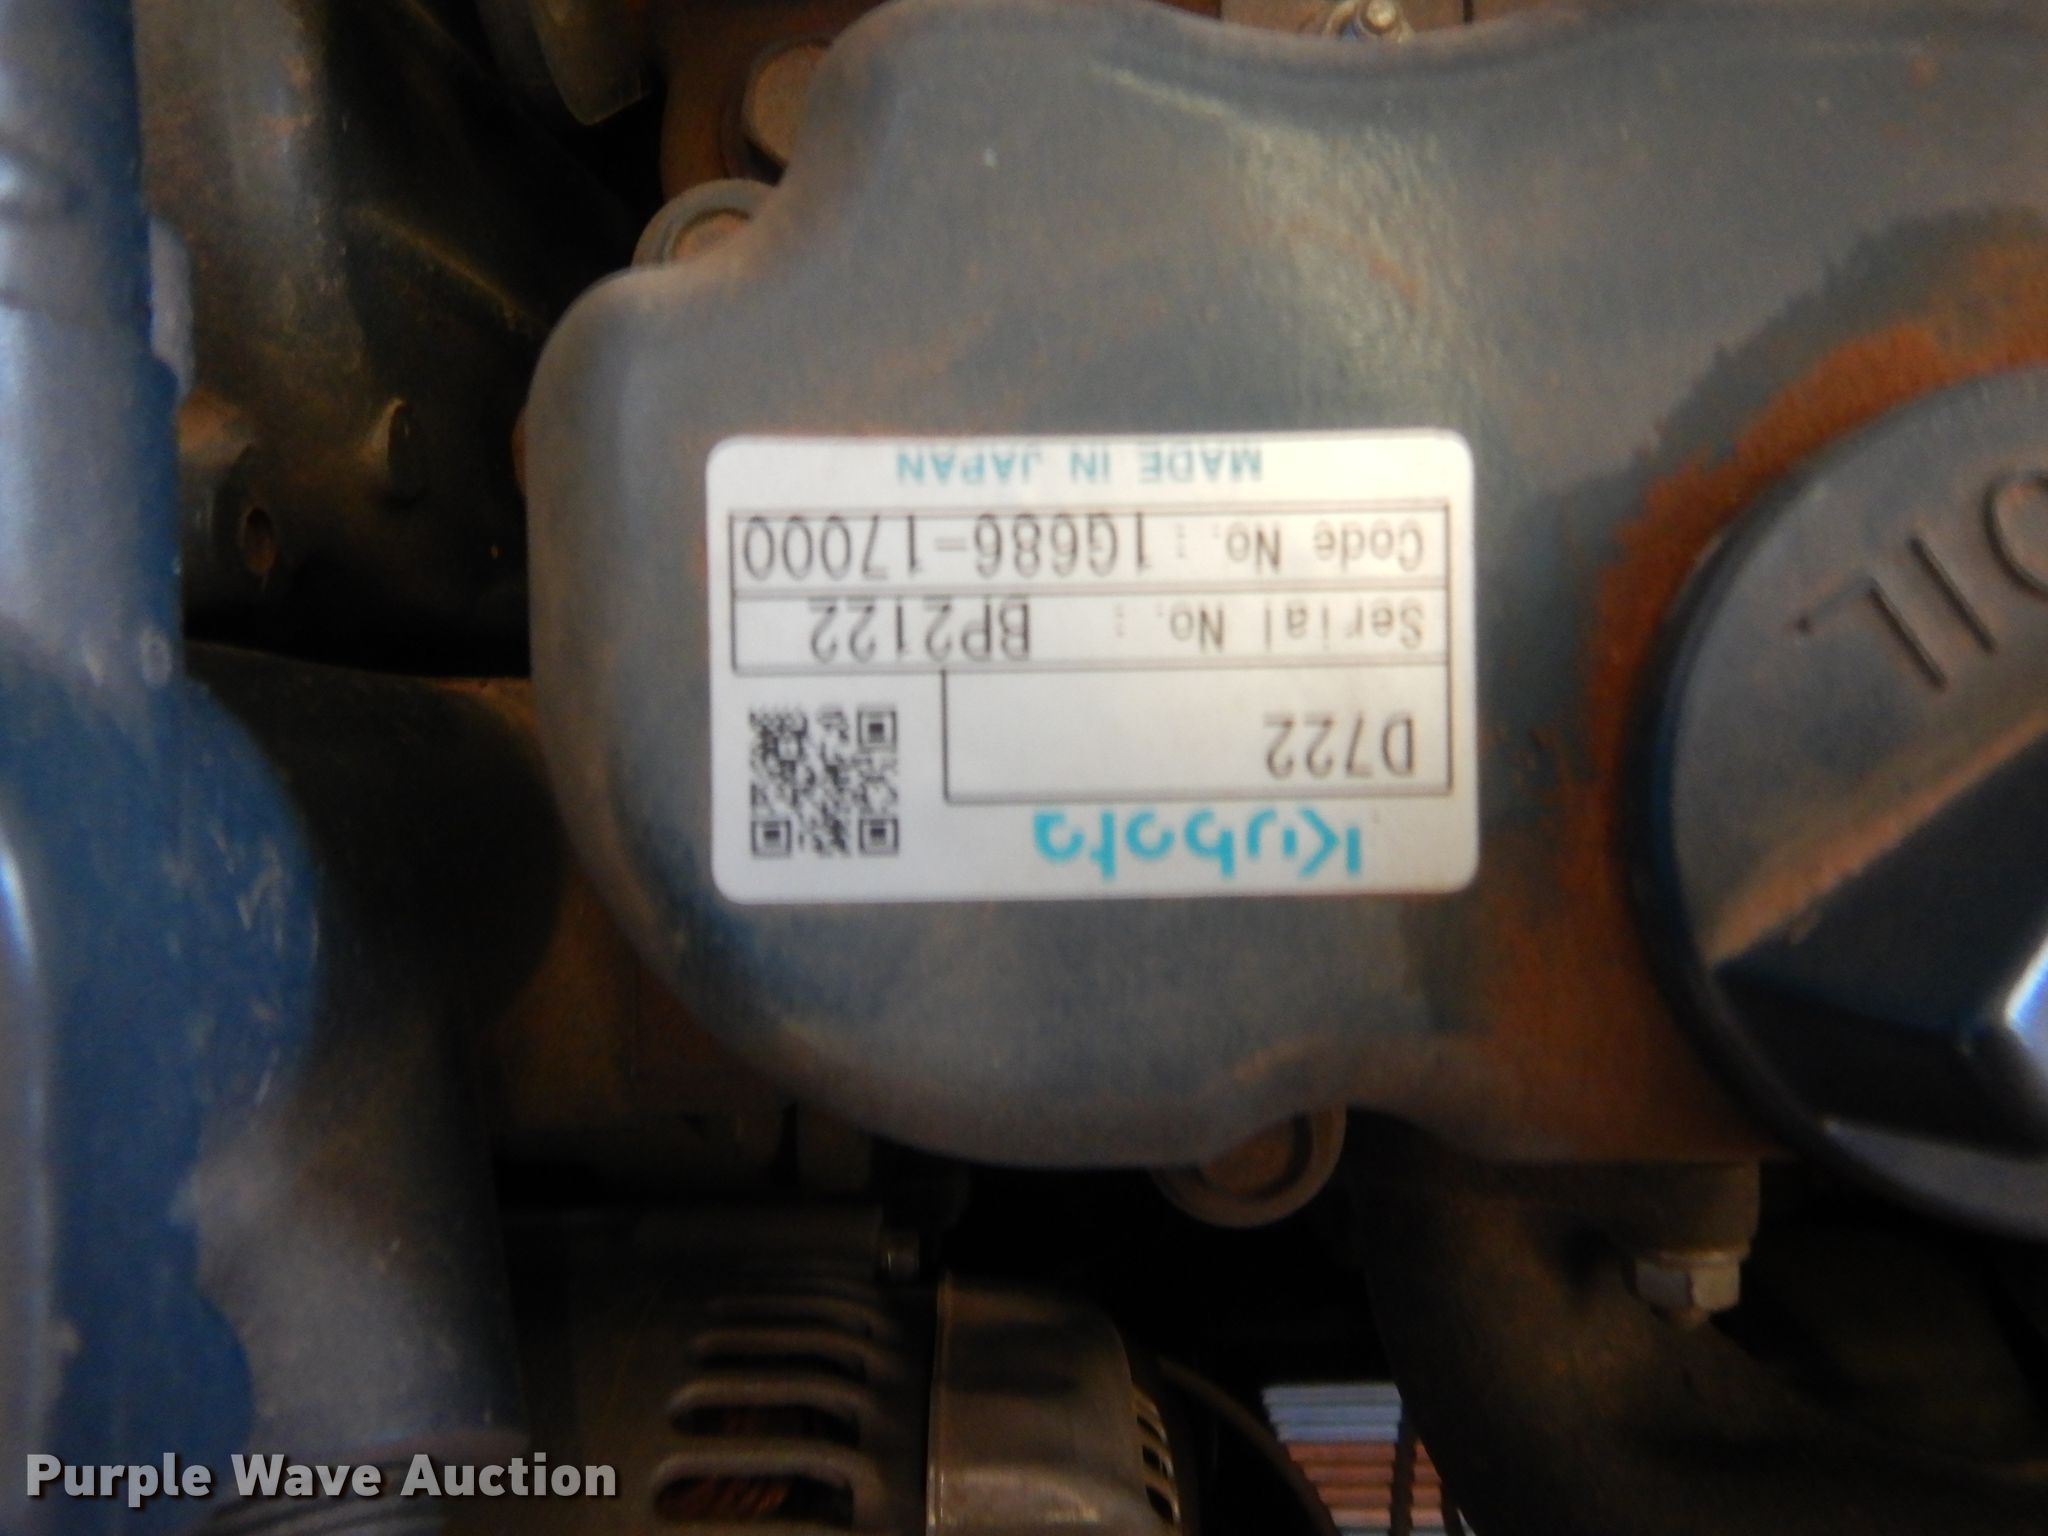 Kubota
D722
Serial No.: BP2122
Code No.: 1G686-17000
MADE IN JAPAN
OIL
Purple Wave Auction